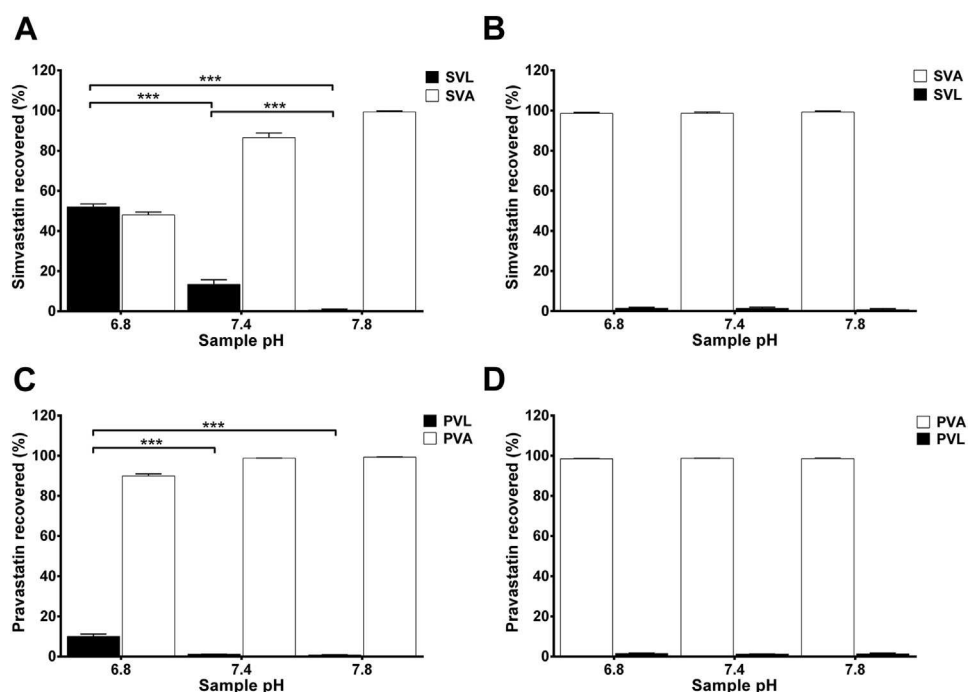 A
Simvastatin recovered (%)
120
100
80
60
40
20
0
***
***
***
SVL
SVA
6.8
7.4
7.8
Sample pH
B
Simvastatin recovered (%)
120
100
80
60
40
20
0
SVA
SVL
6.8
7.4
7.8
Sample pH
C
Pravastatin recovered (%)
120
100
80
60
40
20
0
***
***
PVL
PVA
6.8
7.4
7.8
Sample pH
D
Pravastatin recovered (%)
120
100
80
60
40
20
0
PVA
PVL
6.8
7.4
7.8
Sample pH